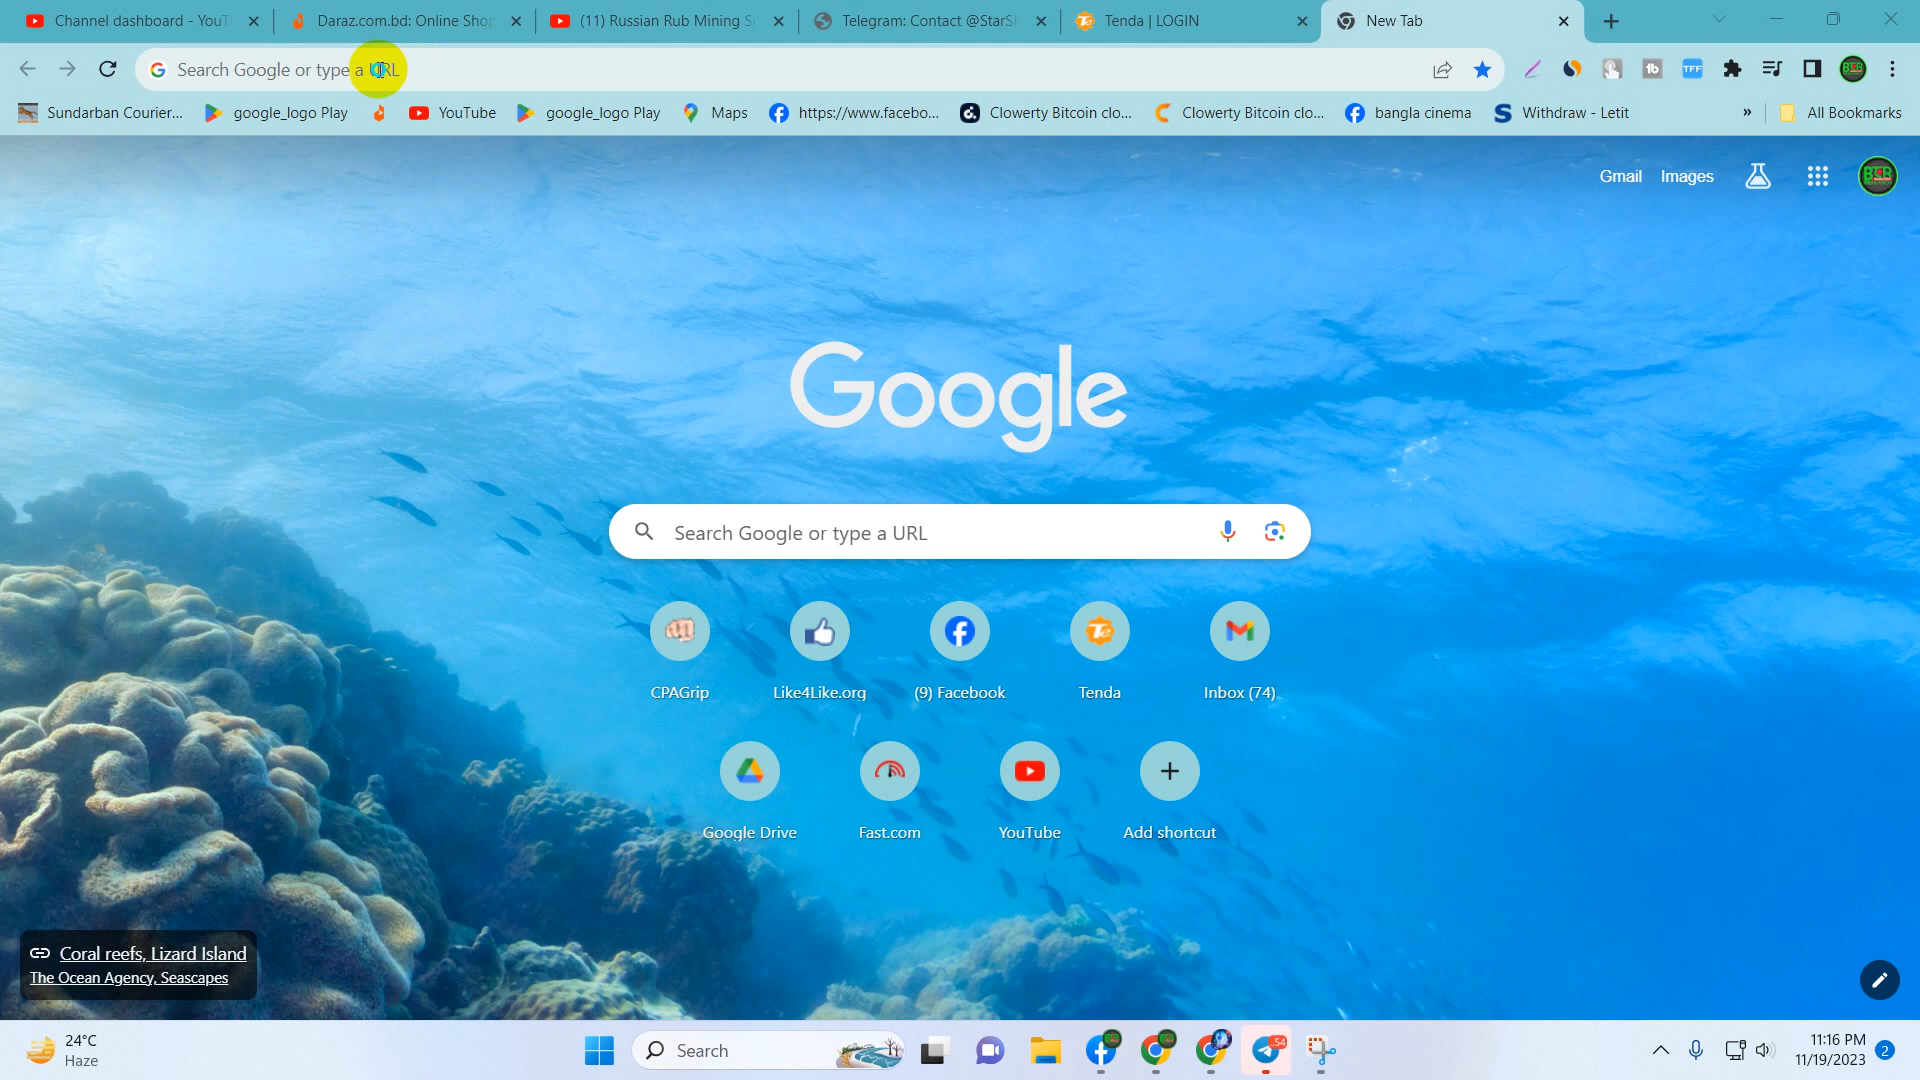 Channel dashboard - YouT
Daraz.com.bd: Online Shop
(11) Russian Rub Mining S
Telegram: Contact @StarSh
Tenda | LOGIN
New Tab
Search Google or type a URL
Sundarban Courier...
google_logo Play
YouTube
google_logo Play
Maps
https://www.facebo...
Clowerty Bitcoin clo...
Clowerty Bitcoin clo...
bangla cinema
Withdraw - Letit
»
All Bookmarks
Gmail
Images
Google
Search Google or type a URL
CPAGrip
Like4Like.org
(9) Facebook
Tenda
Inbox (74)
Google Drive
Fast.com
YouTube
Add shortcut
Coral reefs, Lizard Island
The Ocean Agency, Seascapes
24°C
Haze
Search
54
11:16 PM
11/19/2023
2